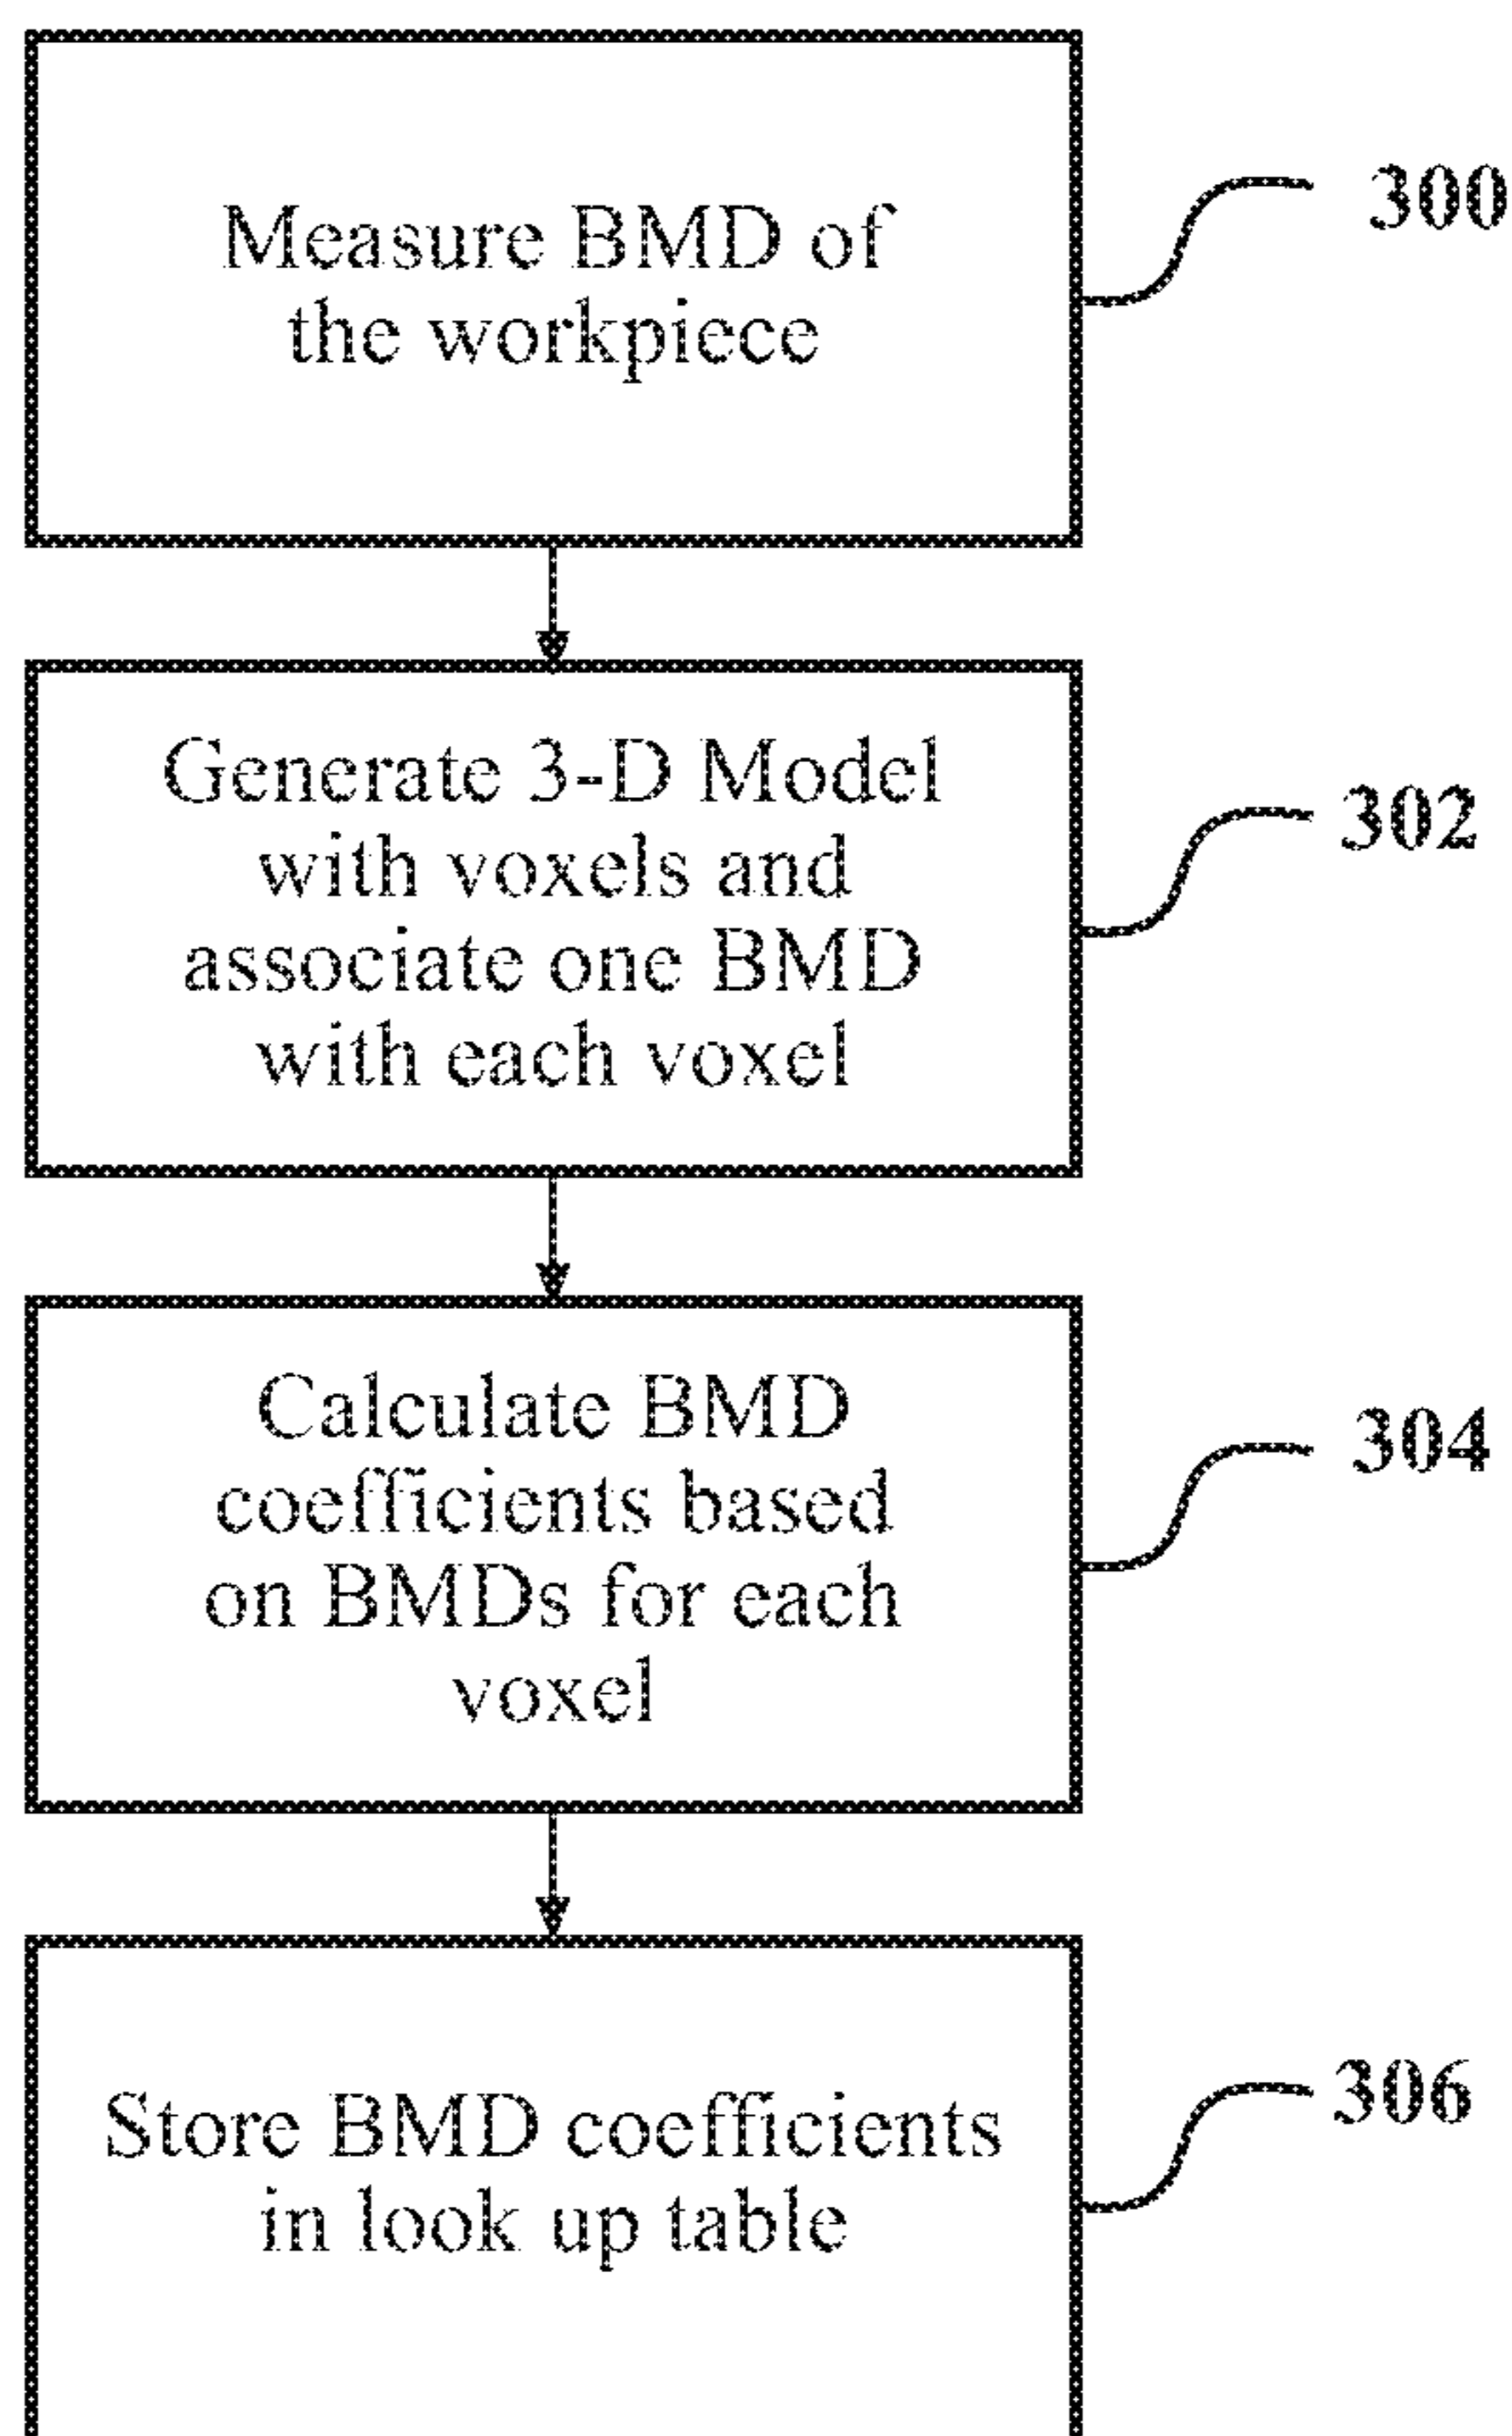 Measure BMD of
the workpiece
300
Generate 3-D Model
with voxels and
associate one BMD
with each voxel
302
Calculate BMD
coefficients based
on BMDs for each
voxel
304
Store BMD coefficients
in look up table
306